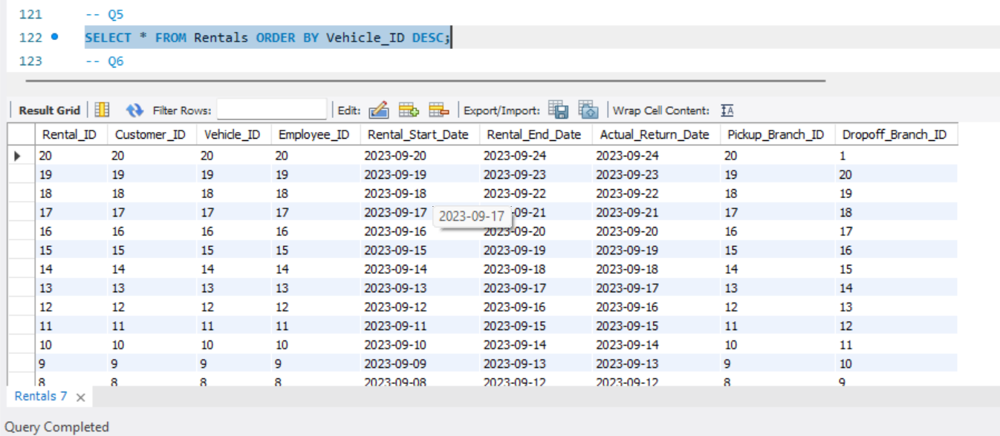 121 -- Q5
122 SELECT * FROM Rentals ORDER BY Vehicle_ID DESC;
123 -- Q6
Result Grid Filter Rows: Edit: Export/Import: Wrap Cell Content: IA
Rental_ID Customer_ID Vehicle_ID Employee_ID Rental_Start_Date Rental_End_Date Actual_Return_Date Pickup_Branch_ID Dropoff_Branch_ID
20 20 20 20 2023-09-20 2023-09-24 2023-09-24 20 1
19 19 19 19 2023-09-19 2023-09-23 2023-09-23 19 20
18 18 18 18 2023-09-18 2023-09-22 2023-09-22 18 19
17 17 17 17 2023-09-17 2023-09-17 -09-21 2023-09-21 17 18
16 16 16 16 2023-09-16 2023-09-20 2023-09-20 16 17
15 15 15 15 2023-09-15 2023-09-19 2023-09-19 15 16
14 14 14 14 2023-09-14 2023-09-18 2023-09-18 14 15
13 13 13 13 2023-09-13 2023-09-17 2023-09-17 13 14
12 12 12 12 2023-09-12 2023-09-16 2023-09-16 12 13
11 11 11 11 2023-09-11 2023-09-15 2023-09-15 11 12
10 10 10 10 2023-09-10 2023-09-14 2023-09-14 10 11
9 9 9 9 2023-09-09 2023-09-13 2023-09-13 9 10
8 8 8 8 2023-09-08 2023-09-12 2023-09-12 8 9
Rentals 7
Query Completed